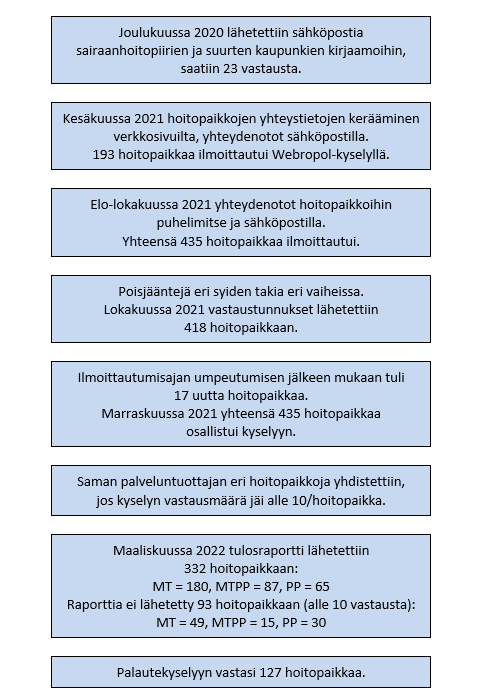 Joulukuussa 2020 lähetettiin sähköpostia
sairaanhoitopiirien ja suurten kaupunkien kirjaamoihin,
saatiin 23 vastausta.
Kesäkuussa 2021 hoitopaikkojen yhteystietojen kerääminen
verkkosivuilta, yhteydenotot sähköpostilla.
193 hoitopaikkaa ilmoittautui Webropol-kyselyllä.
Elo-lokakuussa 2021 yhteydenotot hoitopaikkoihin
puhelimitse ja sähköpostilla.
Yhteensä 435 hoitopaikkaa ilmoittautui.
Poisjääntejä eri syiden takia eri vaiheissa.
Lokakuussa 2021 vastaustunnukset lähetettiin
418 hoitopaikkaan.
Ilmoittautumisajan umpeutumisen jälkeen mukaan tuli
17 uutta hoitopaikkaa.
Marraskuussa 2021 yhteensä 435 hoitopaikkaa
osallistui kyselyyn.
Saman palveluntuottajan eri hoitopaikkoja yhdistettiin,
jos kyselyn vastausmäärä jäi alle 10/hoitopaikka.
Maaliskuussa 2022 tulosraportti lähetettiin
332 hoitopaikkaan:
MT = 180, MTPP = 87, PP = 65
Raporttia ei lähetetty 93 hoitopaikkaan (alle 10 vastausta):
MT = 49, MTPP = 15, PP = 30
Palautekyselyyn vastasi 127 hoitopaikkaa.